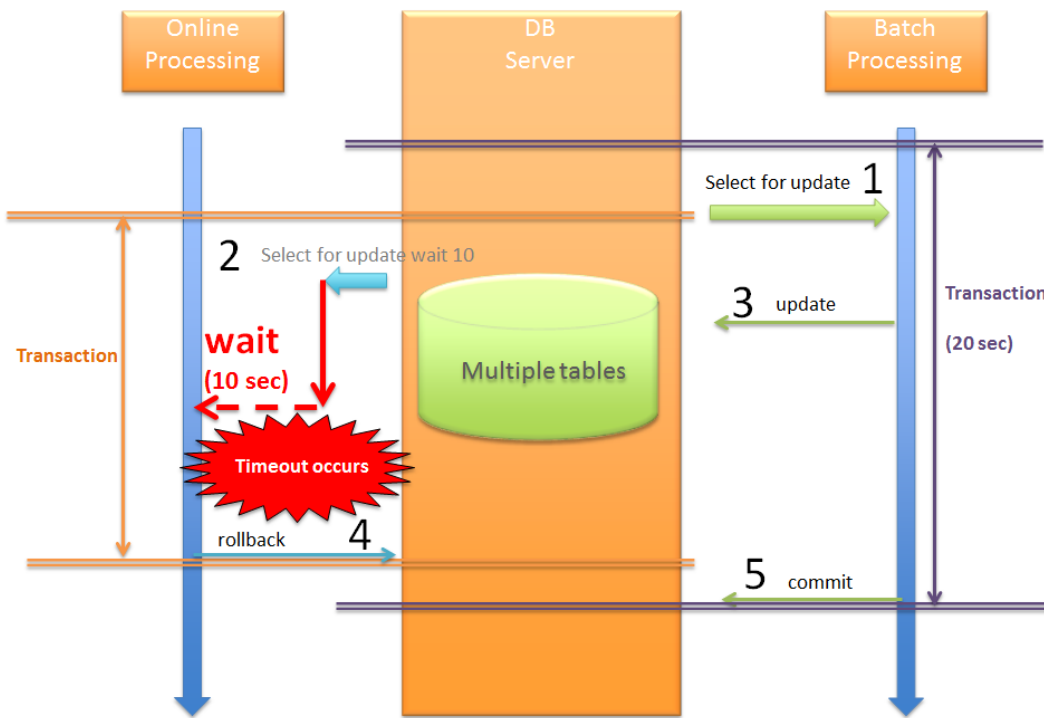 Online
Processing
DB
Server
Batch
Processing
Select for update 1
2 Select for update wait 10
3 update
Transaction
(20 sec)
Transaction
wait
(10 sec)
Multiple tables
Timeout occurs
rollback 4
5 commit